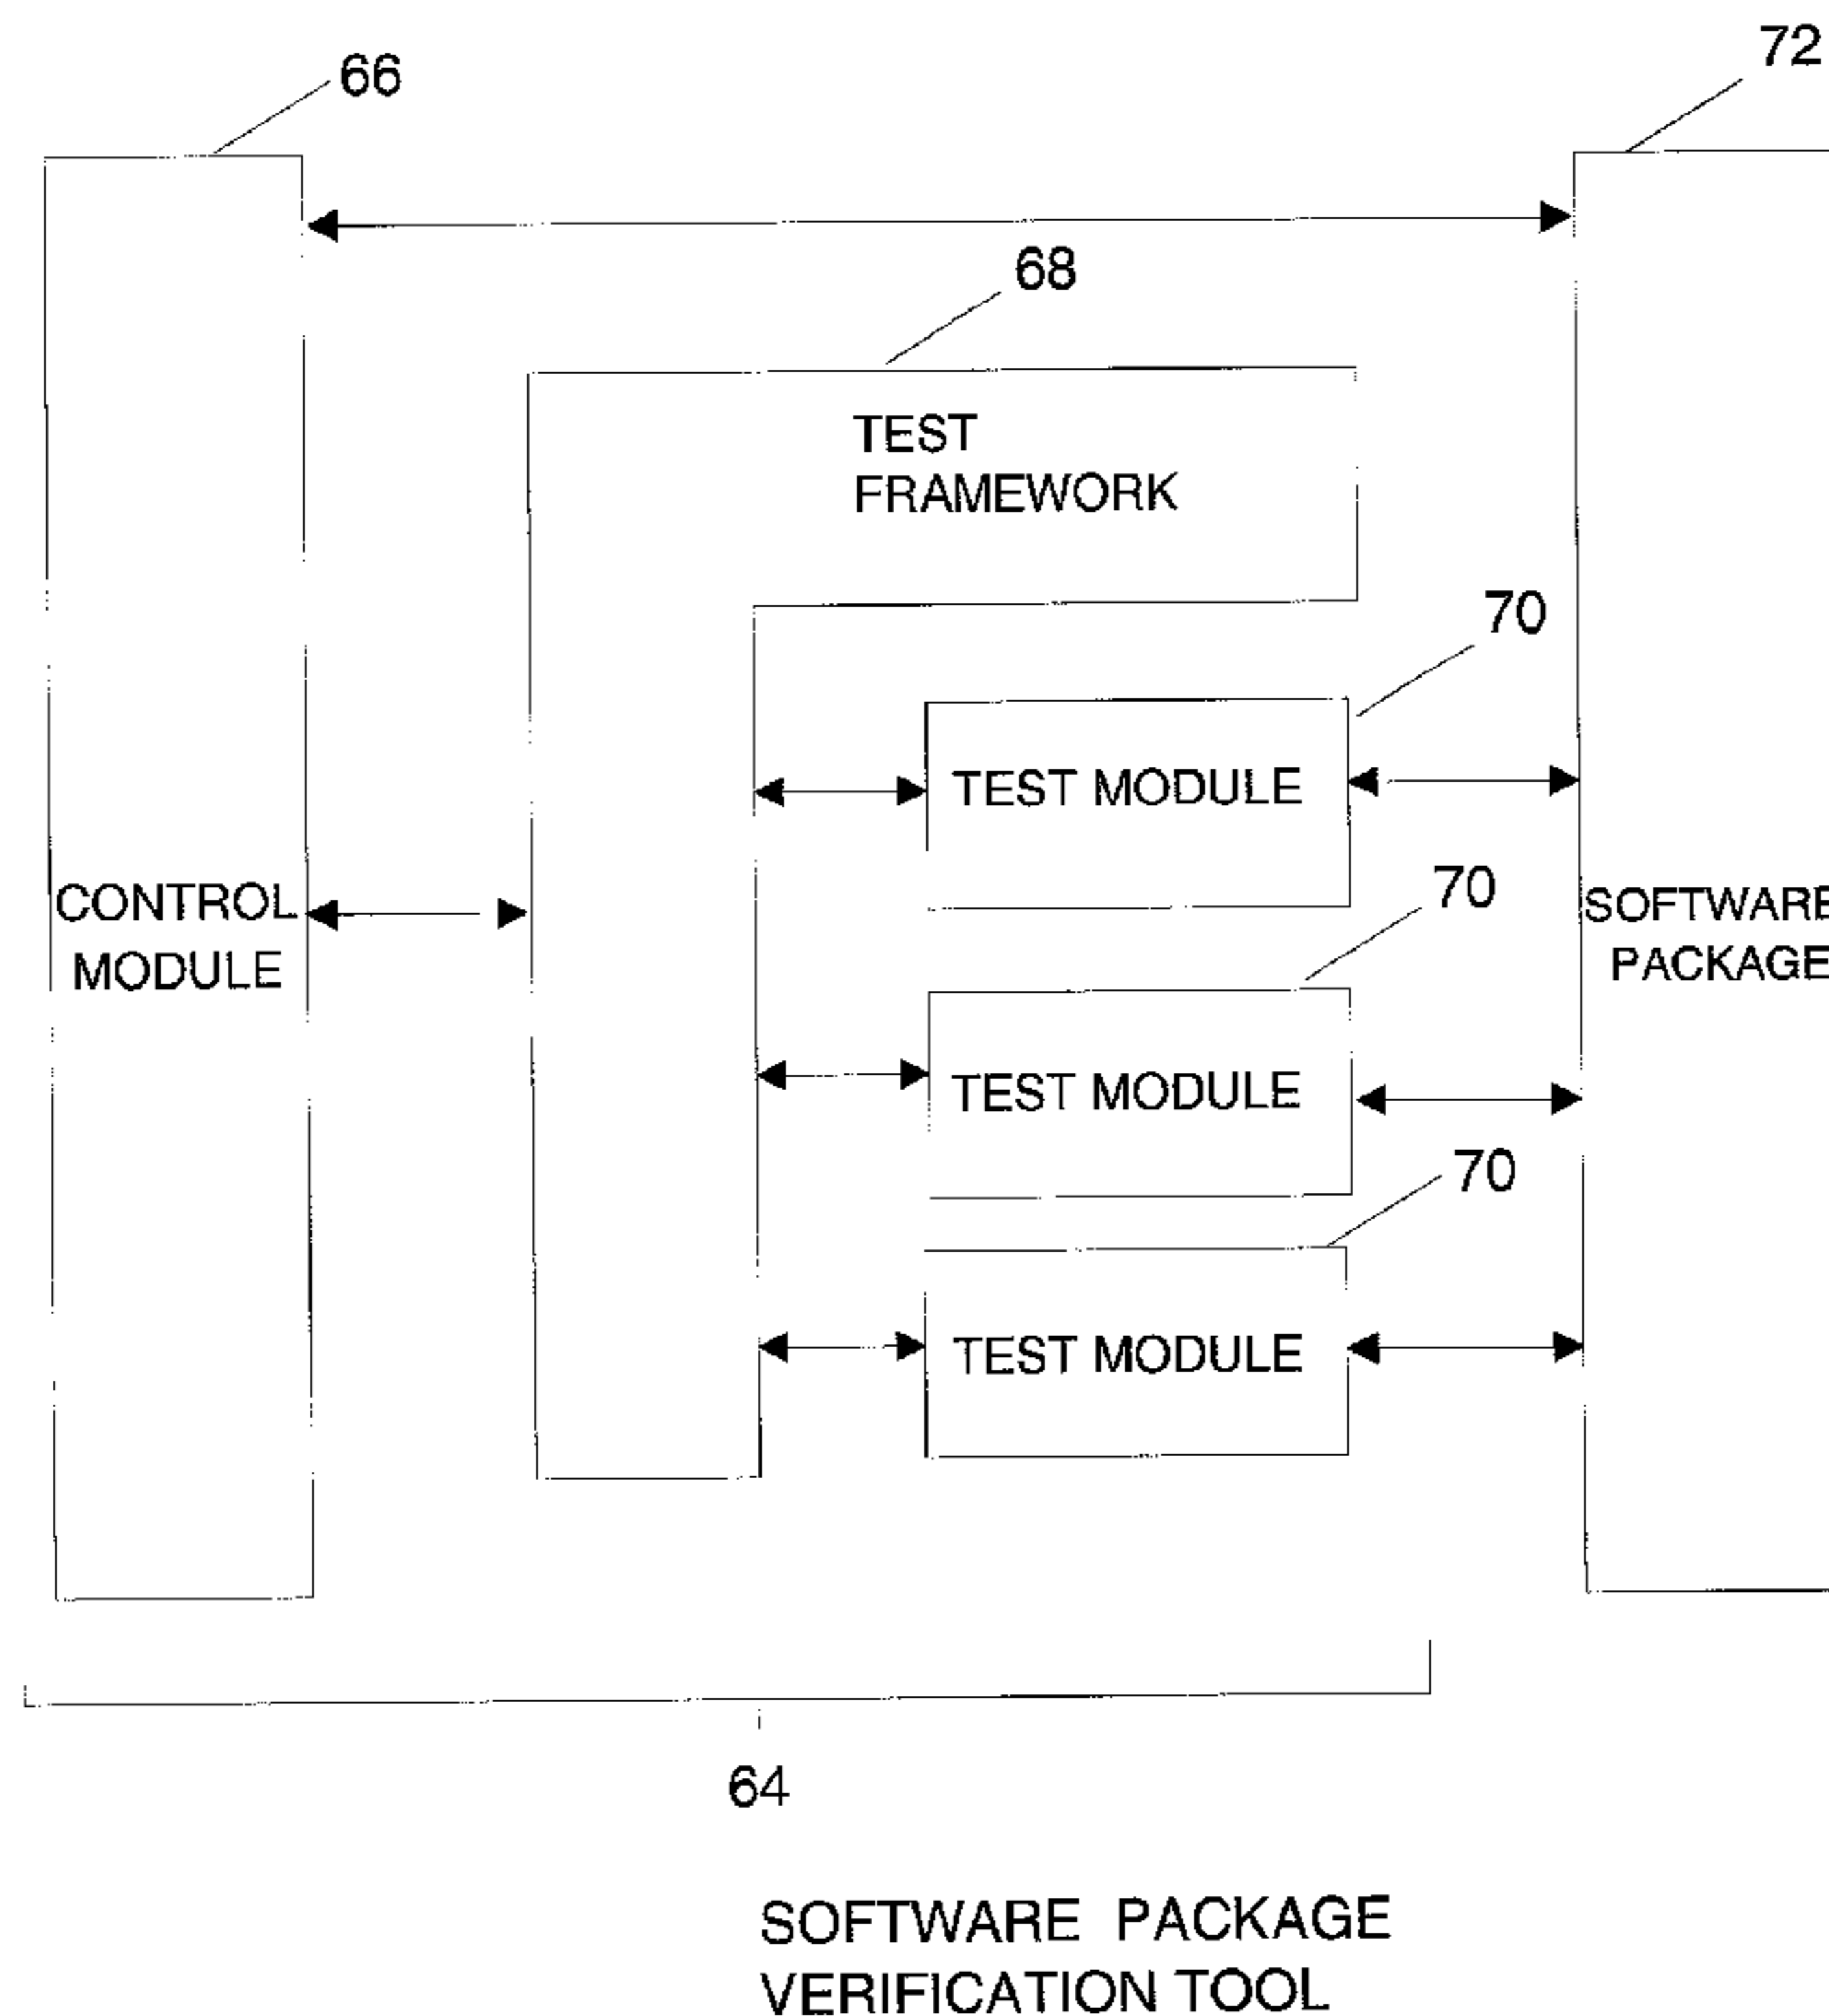 66
72
68
TEST
FRAMEWORK
70
TEST MODULE
70
CONTROL
MODULE
SOFTWARE
PACKAGE
TEST MODULE
70
TEST MODULE
64
SOFTWARE PACKAGE
VERIFICATION TOOL